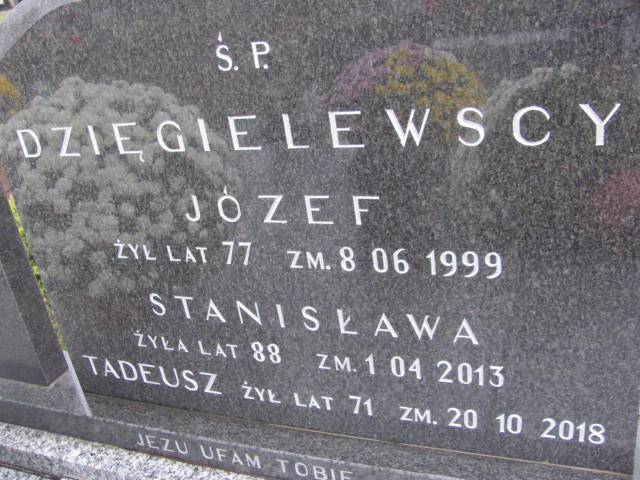 Ś. P.
DZIĘGIELEWSCY
JÓZEF
ŻYŁ LAT 77 ZM. 8 06 1999
STANISŁAWA
ŻYŁA LAT 88 ZM. 1 04 2013
TADEUSZ ŻYŁ LAT 71 ZM. 20 10 2018
JEZU UFAM TOBIE